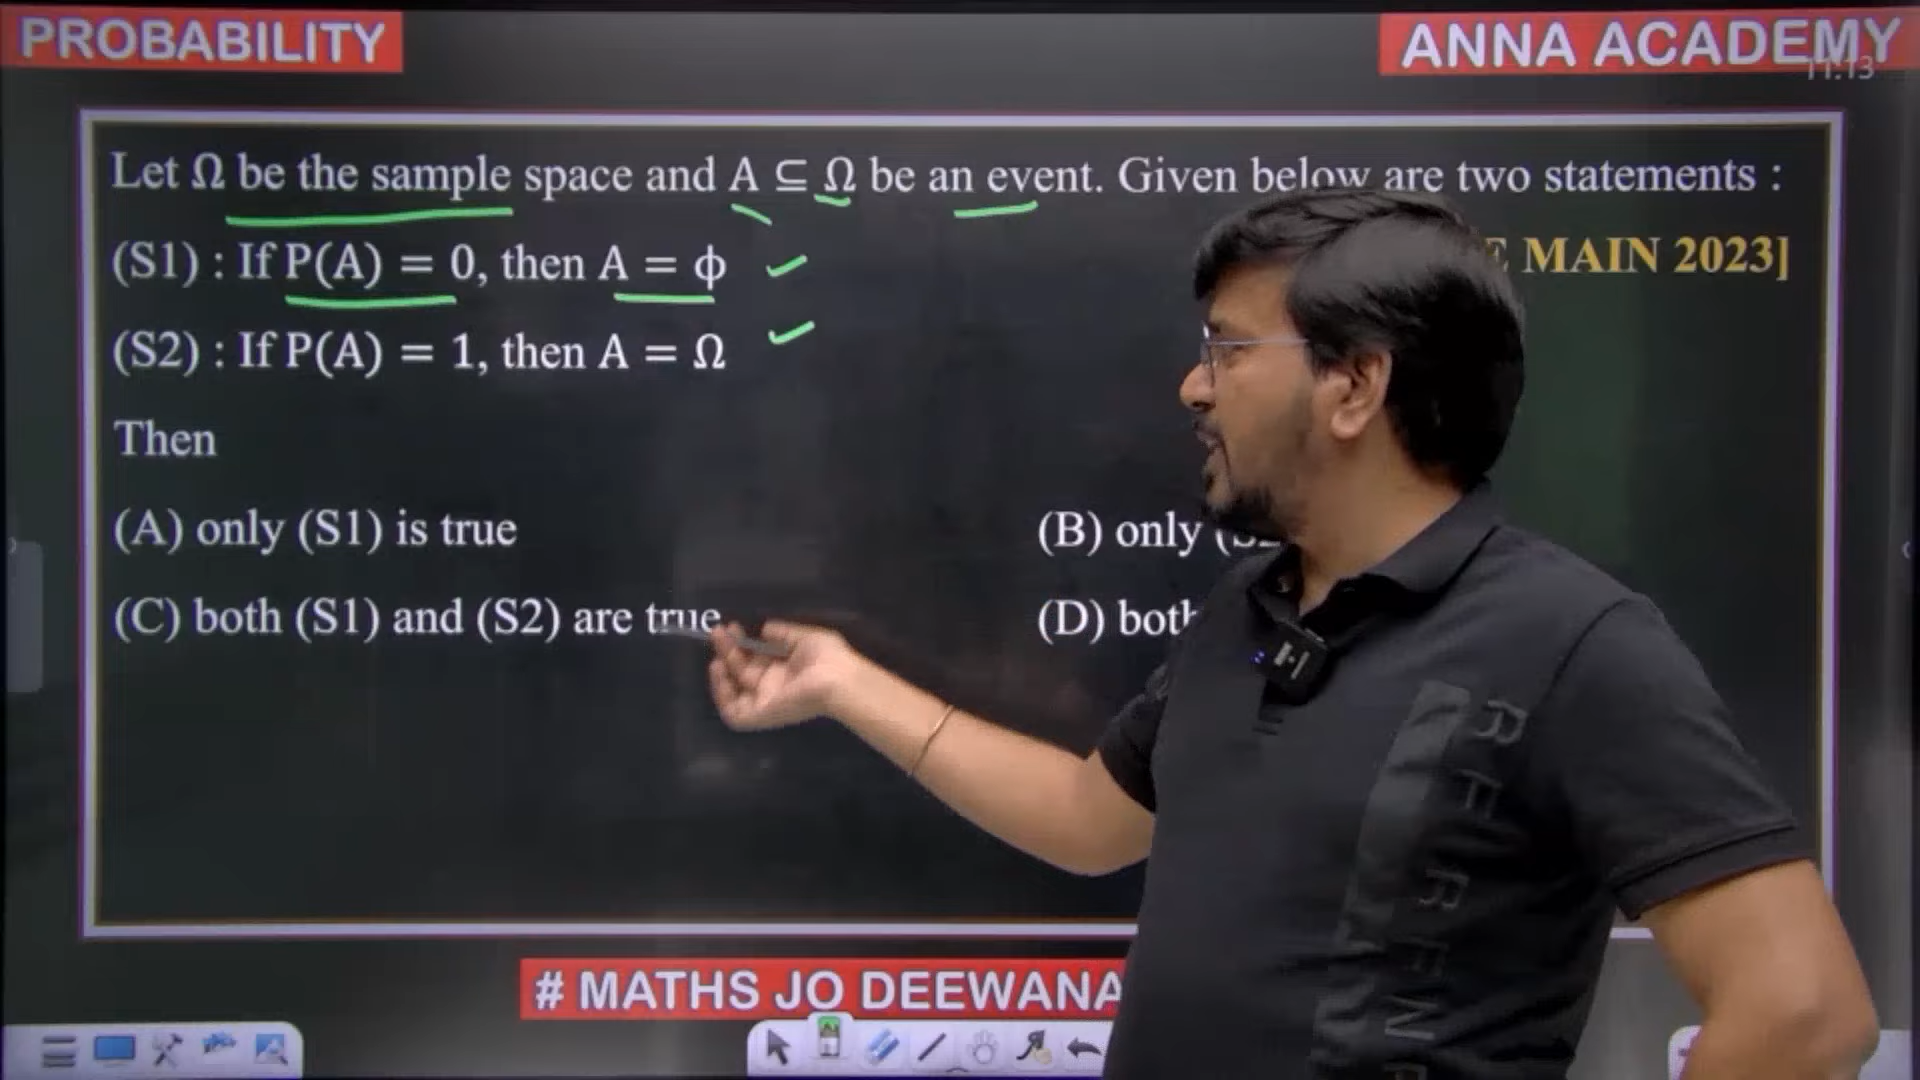 PROBABILITY
ANNA ACADEMY
11:13
Let Ω be the sample space and A ⊆ Ω be an event. Given below are two statements :
(S1) : If P(A) = 0, then A = ϕ
E MAIN 2023]
(S2) : If P(A) = 1, then A = Ω
Then
(A) only (S1) is true
(B) only
(C) both (S1) and (S2) are true
(D) both
# MATHS JO DEEWANA